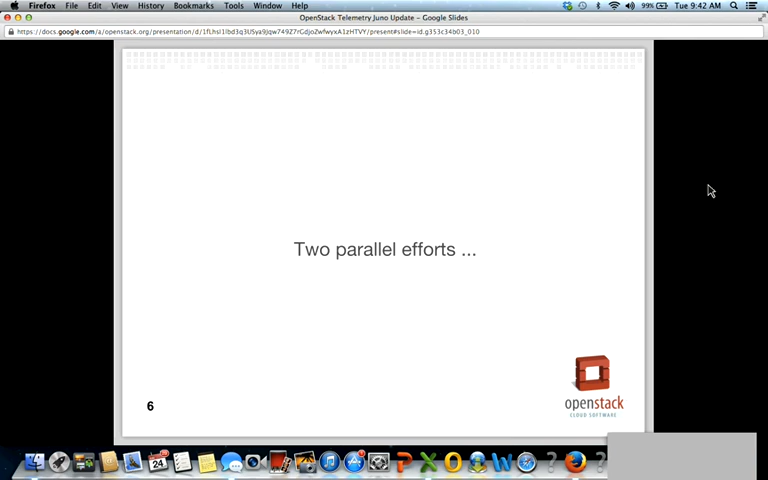 Firefox File Edit View History Bookmarks Tools Window Help 99% Tue 9:42 AM
OpenStack Telemetry Juno Update - Google Slides
Two parallel efforts ...
6
openstack
CLOUD SOFTWARE
24